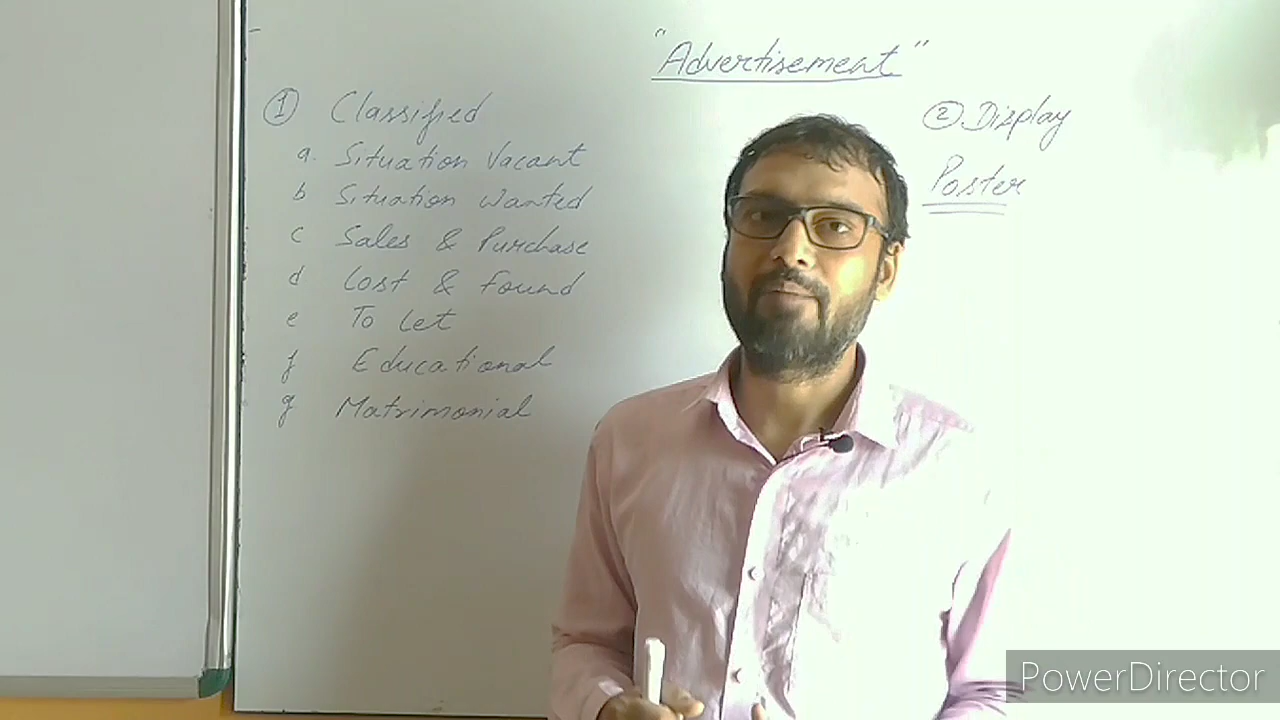 "Advertisement"
① Classified
a. Situation Vacant
b Situation Wanted
c Sales & Purchase
d Lost & Found
e To Let
f Educational
g Matrimonial
② Display
Poster
PowerDirector